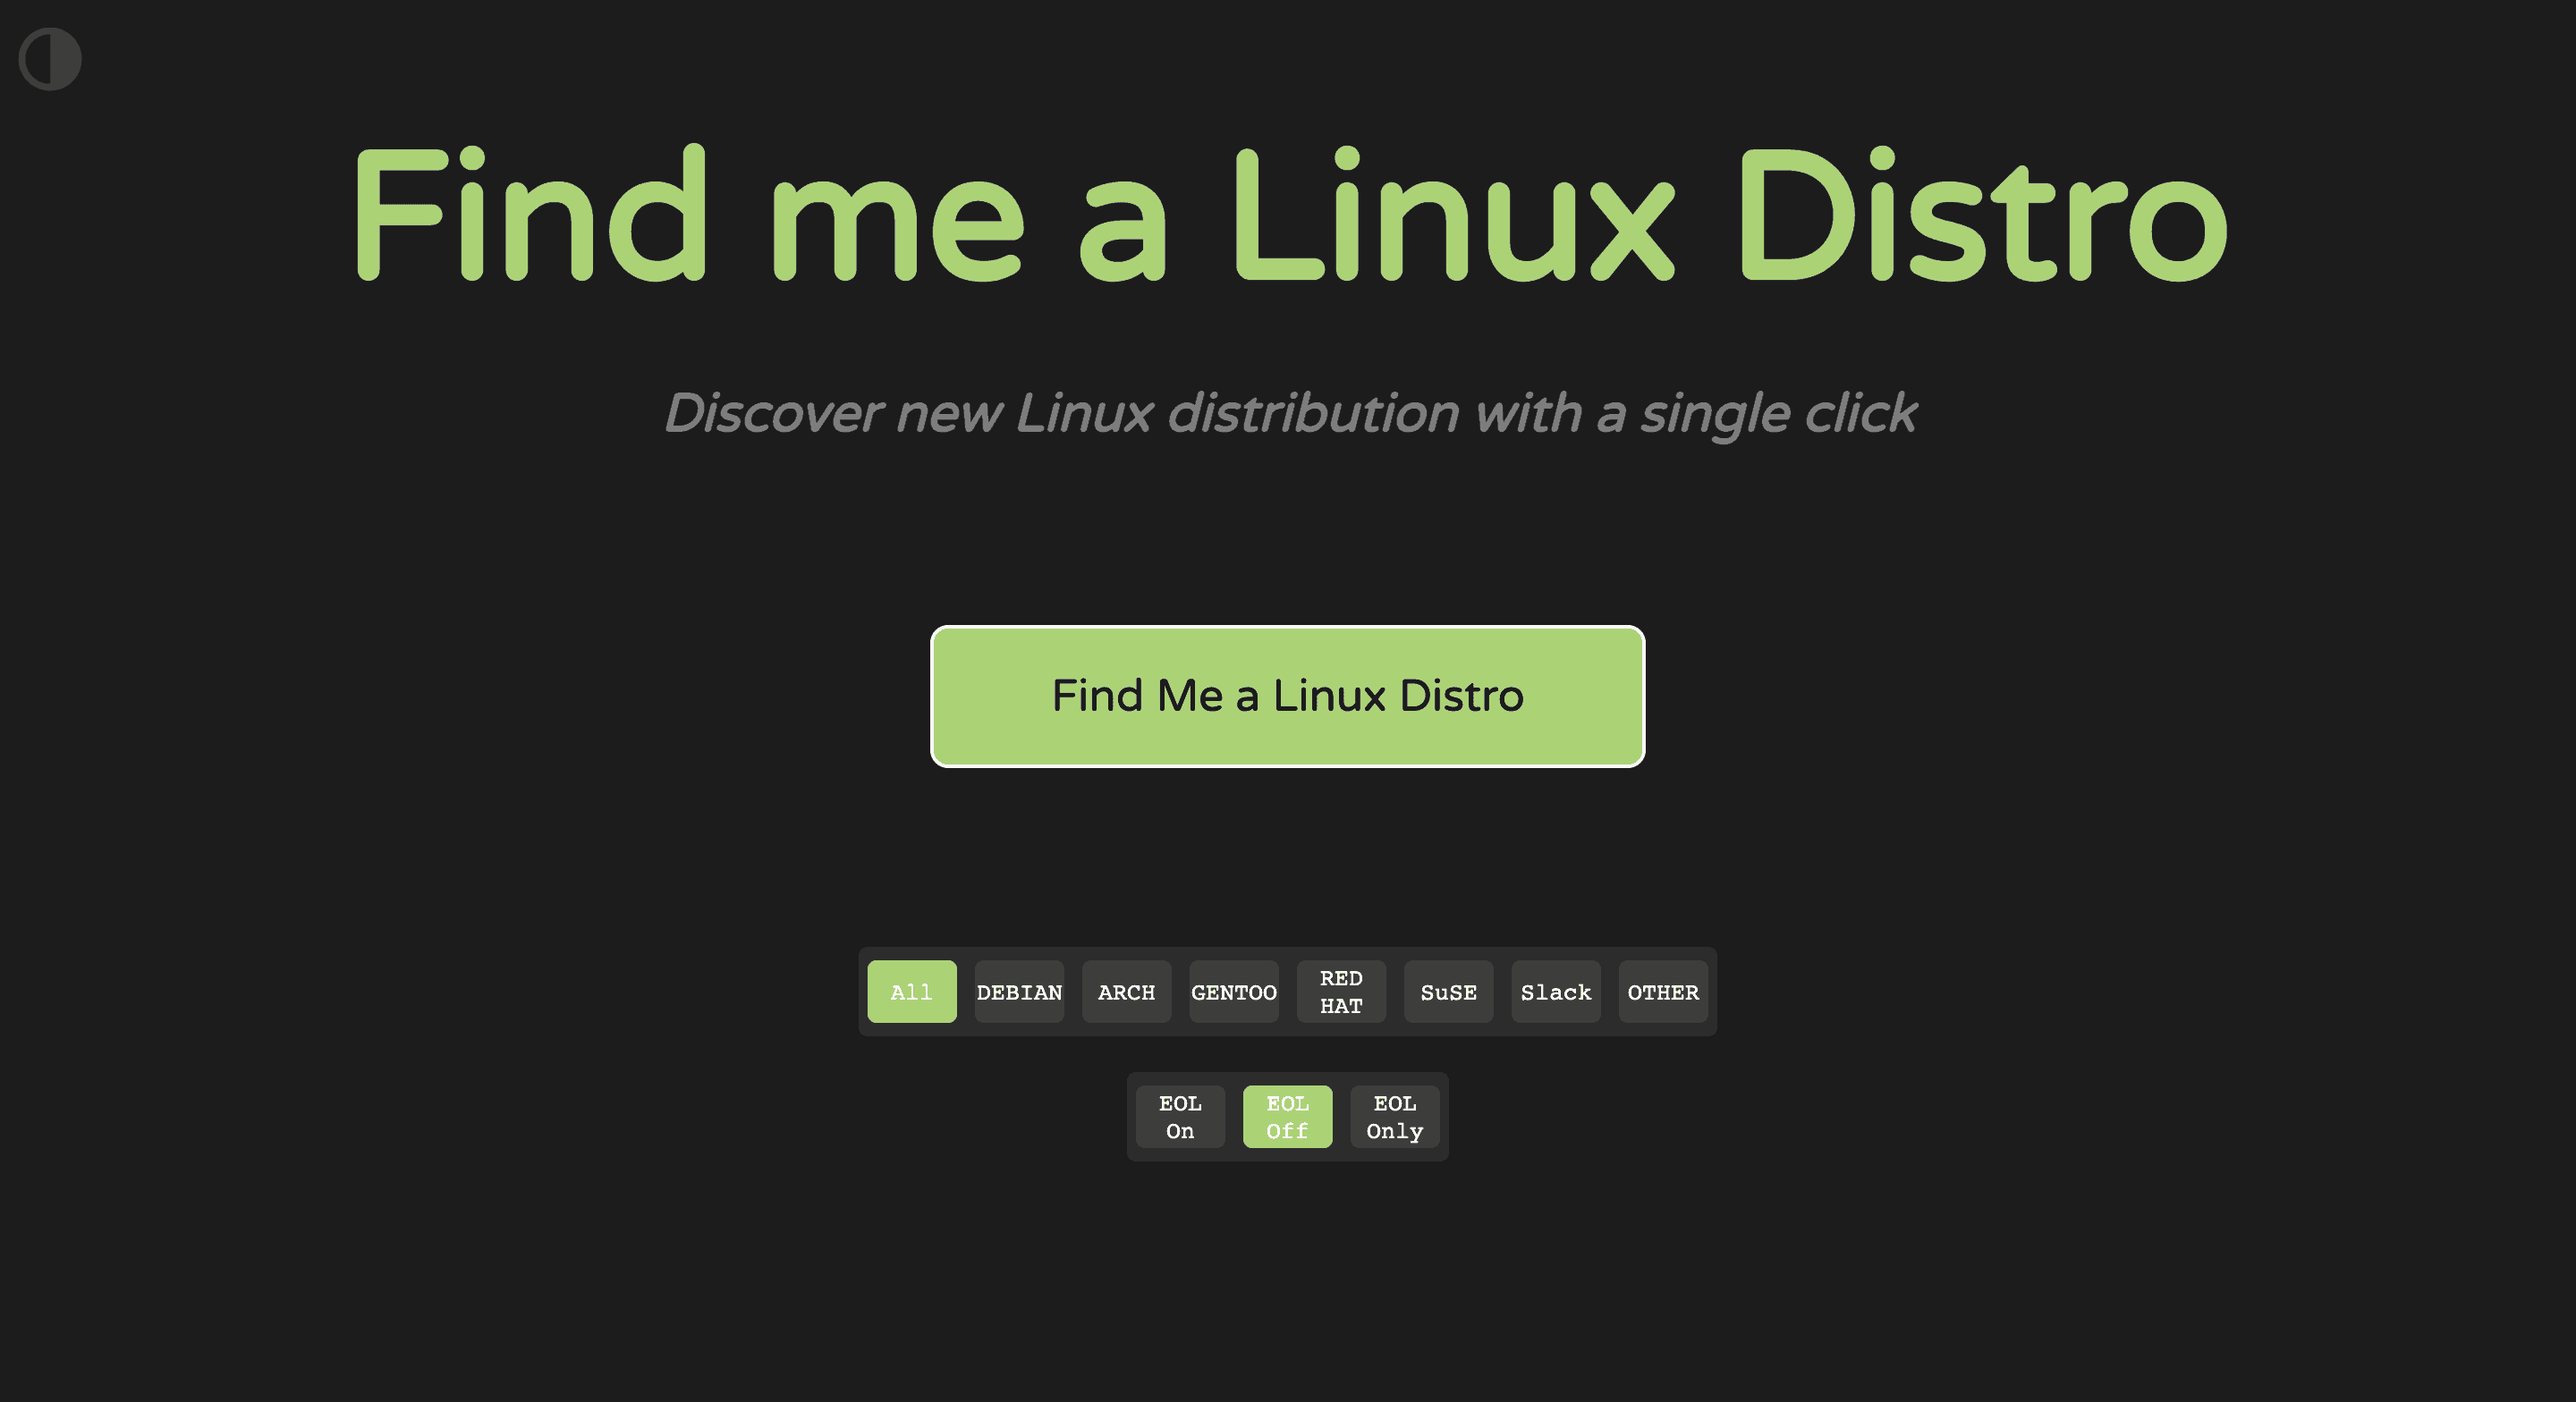 Find me a Linux Distro
Discover new Linux distribution with a single click
Find Me a Linux Distro
All
DEBIAN
ARCH
GENTOO
RED
HAT
SuSE
Slack
OTHER
EOL
On
EOL
Off
EOL
Only